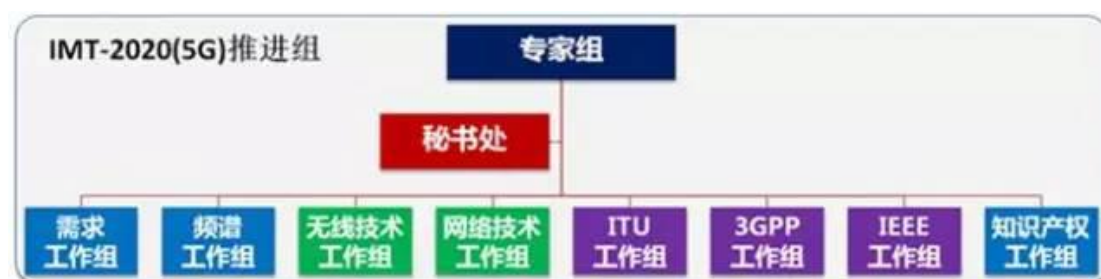 IMT-2020(5G)推进组
专家组
秘书处
需求
工作组
频谱
工作组
无线技术
工作组
网络技术
工作组
ITU
工作组
3GPP
工作组
IEEE
工作组
知识产权
工作组